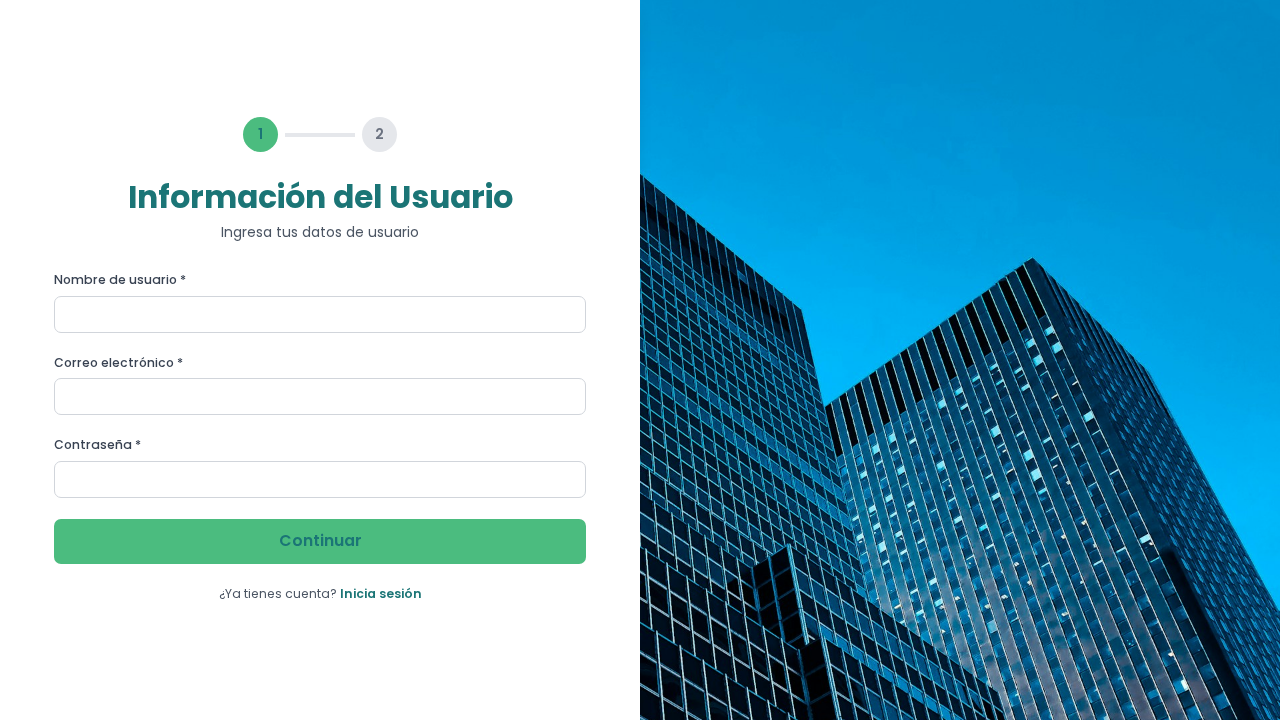 1
2
Información del Usuario
Ingresa tus datos de usuario
Nombre de usuario *
Correo electrónico *
Contraseña *
Continuar
¿Ya tienes cuenta? Inicia sesión